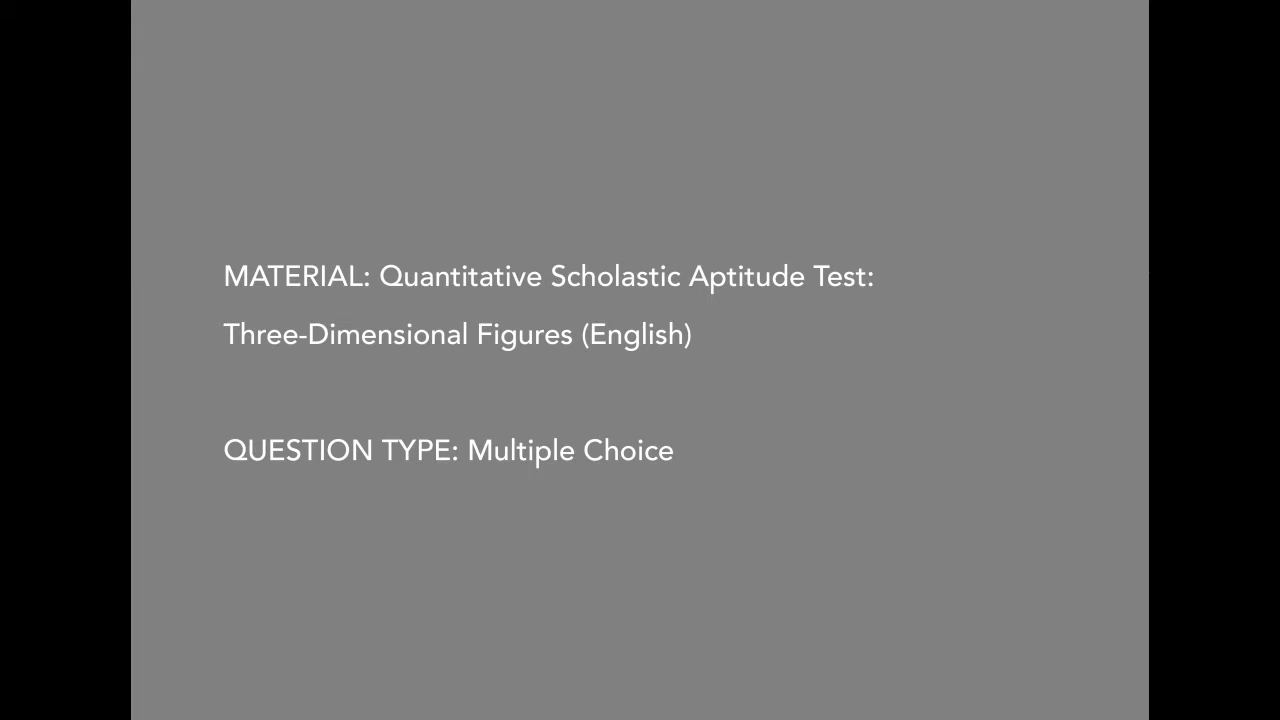 MATERIAL: Quantitative Scholastic Aptitude Test:
Three-Dimensional Figures (English)
QUESTION TYPE: Multiple Choice